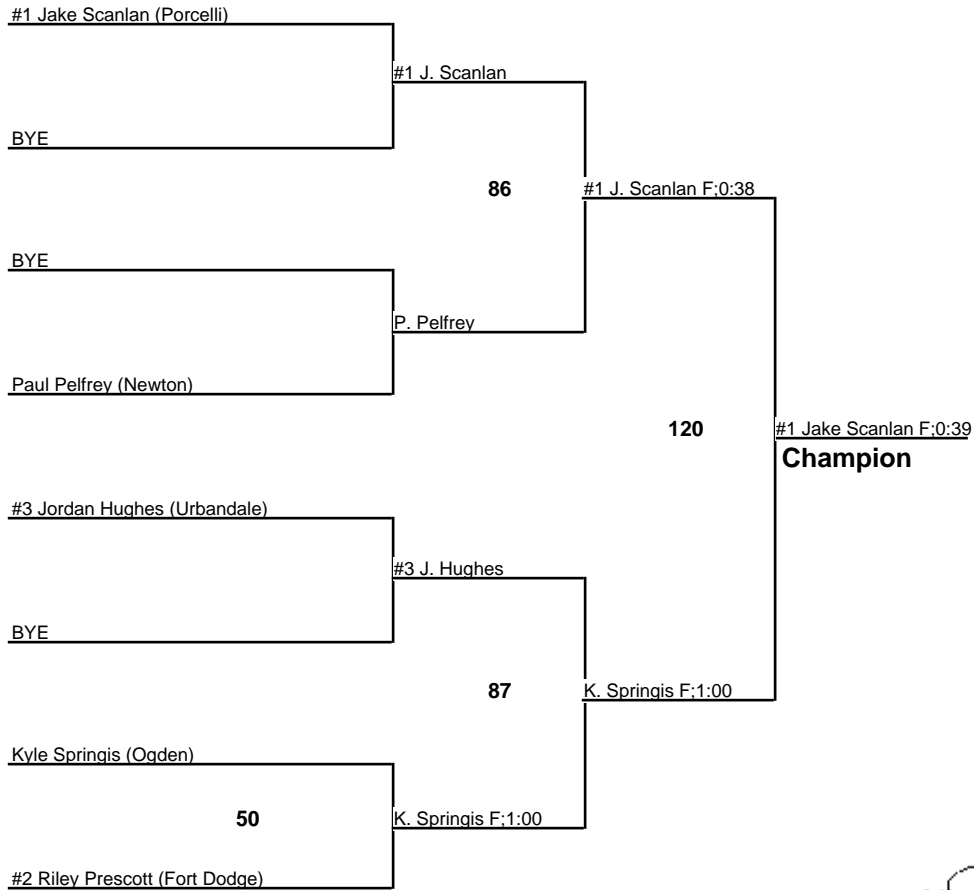 #1 Jake Scanlan (Porcelli)
#1 J. Scanlan
BYE
86
#1 J. Scanlan F;0:38
BYE
P. Pelfrey
Paul Pelfrey (Newton)
120
#1 Jake Scanlan F;0:39
Champion
#3 Jordan Hughes (Urbandale)
#3 J. Hughes
BYE
87
K. Springis F;1:00
Kyle Springis (Ogden)
50
K. Springis F;1:00
#2 Riley Prescott (Fort Dodge)